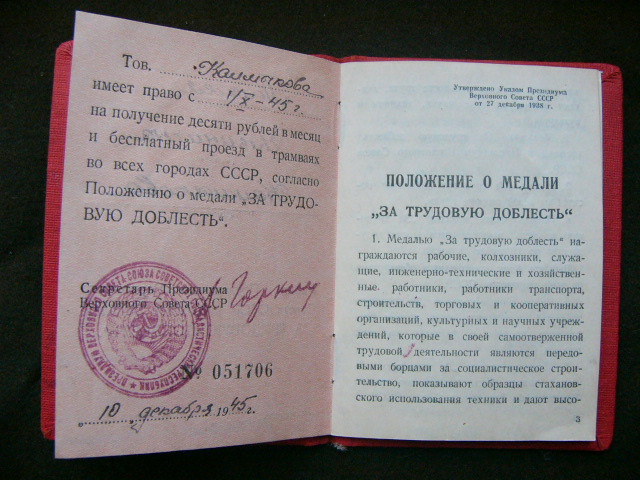 Тов. Калмакова
имеет право с 1/X-45г.
на получение десяти рублей в месяц
и бесплатный проезд в трамваях
во всех городах СССР, согласно
Положению о медали „ЗА ТРУДО-
ВУЮ ДОБЛЕСТЬ".
Секретарь Президиума
Верховного Совета СССР Горкин
№ 051706
10 декабря 1945г.
Утверждено Указом Президиума
Верховного Совета СССР
от 27 декабря 1938 г.
ПОЛОЖЕНИЕ О МЕДАЛИ
„ЗА ТРУДОВУЮ ДОБЛЕСТЬ"
1. Медалью „За трудовую доблесть" на-
граждаются рабочие, колхозники, служа-
щие, инженерно-технические и хозяйствен-
ные работники, работники транспорта,
строительств, торговых и кооперативных
организаций, культурных и научных учреж-
дений, которые в своей самоотверженной
трудовой деятельности являются передо-
выми борцами за социалистическое строи-
тельство, показывают образцы стаханов-
ского использования техники и дают высо-
3